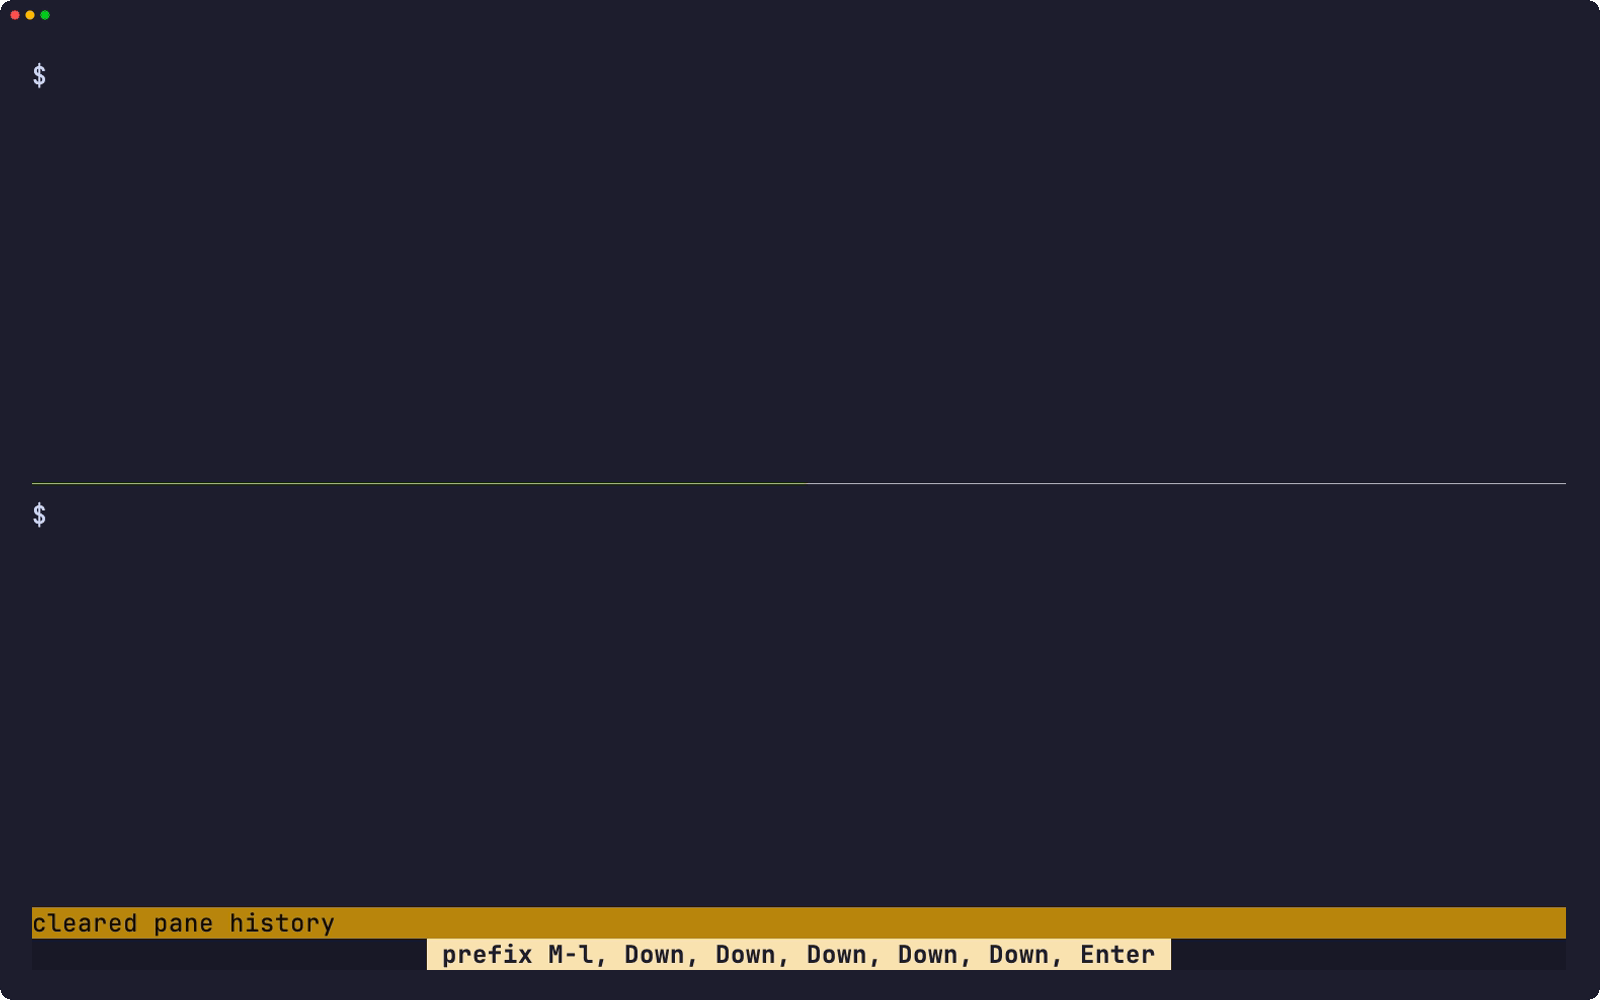 $
$
cleared pane history
prefix M-l, Down, Down, Down, Down, Down, Enter